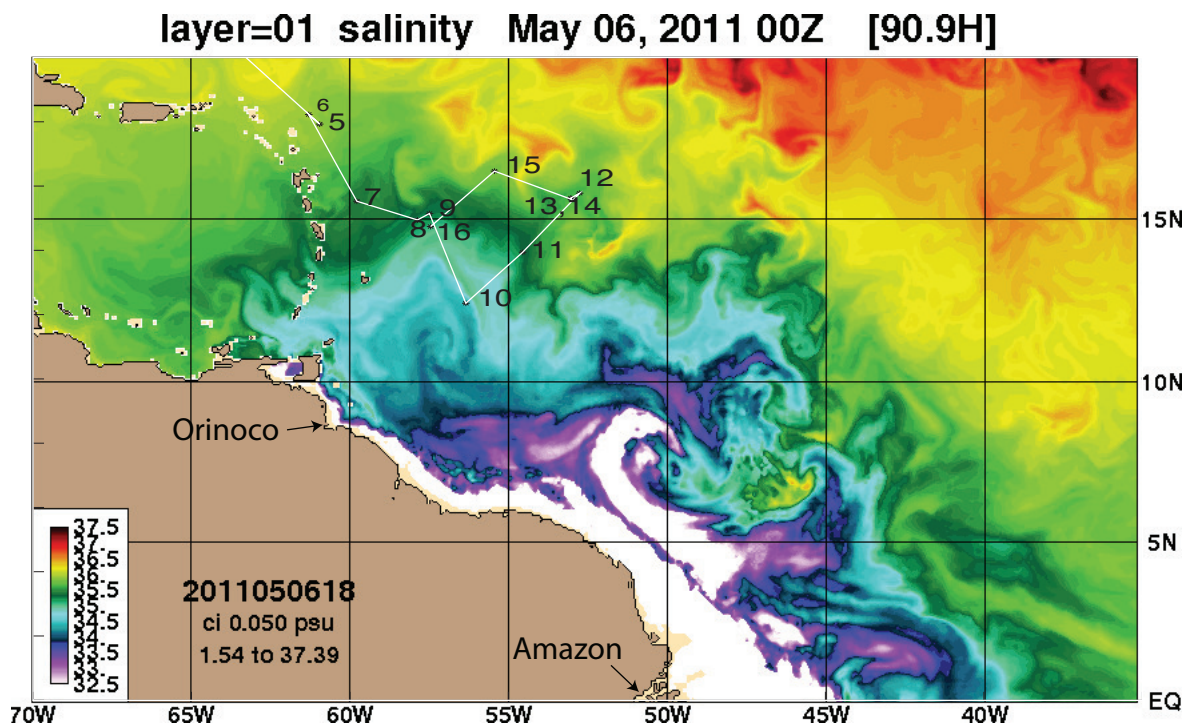 layer=01 salinity May 06, 2011 00Z [90.9H]
6
5
15
12
7
13,14
9
8
16
15N
11
10
10N
Orinoco
37.5
37
36.5
36
35.5
35
34.5
34
33.5
33
32.5
5N
2011050618
ci 0.050 psu
1.54 to 37.39
Amazon
EQ
70W 65W 60W 55W 50W 45W 40W